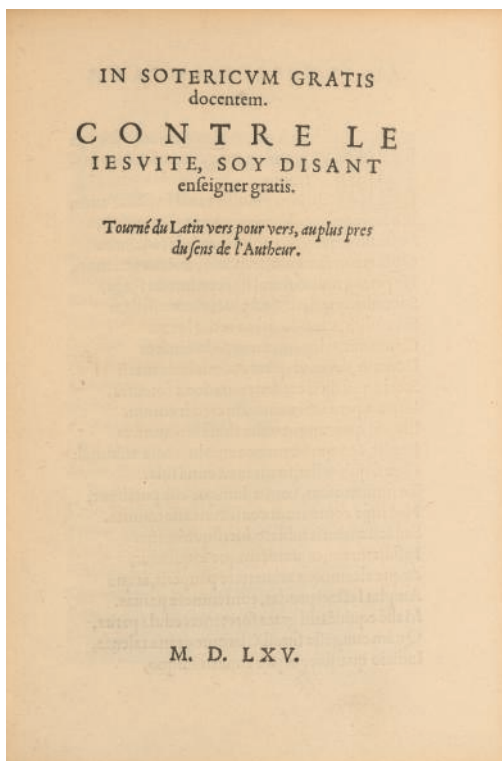 IN SOTERICVM GRATIS
docentem.
CONTRE LE
IESVITE, SOY DISANT
enſeigner gratis.
Tourné du Latin vers pour vers, au plus pres
du ſens de l'Autheur.
M. D. LXV.